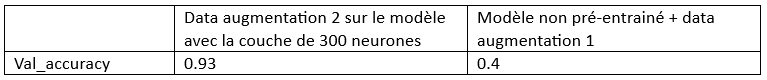 Data augmentation 2 sur le modèle
avec la couche de 300 neurones
Modèle non pré-entrainé + data
augmentation 1
Val_accuracy
0.93
0.4